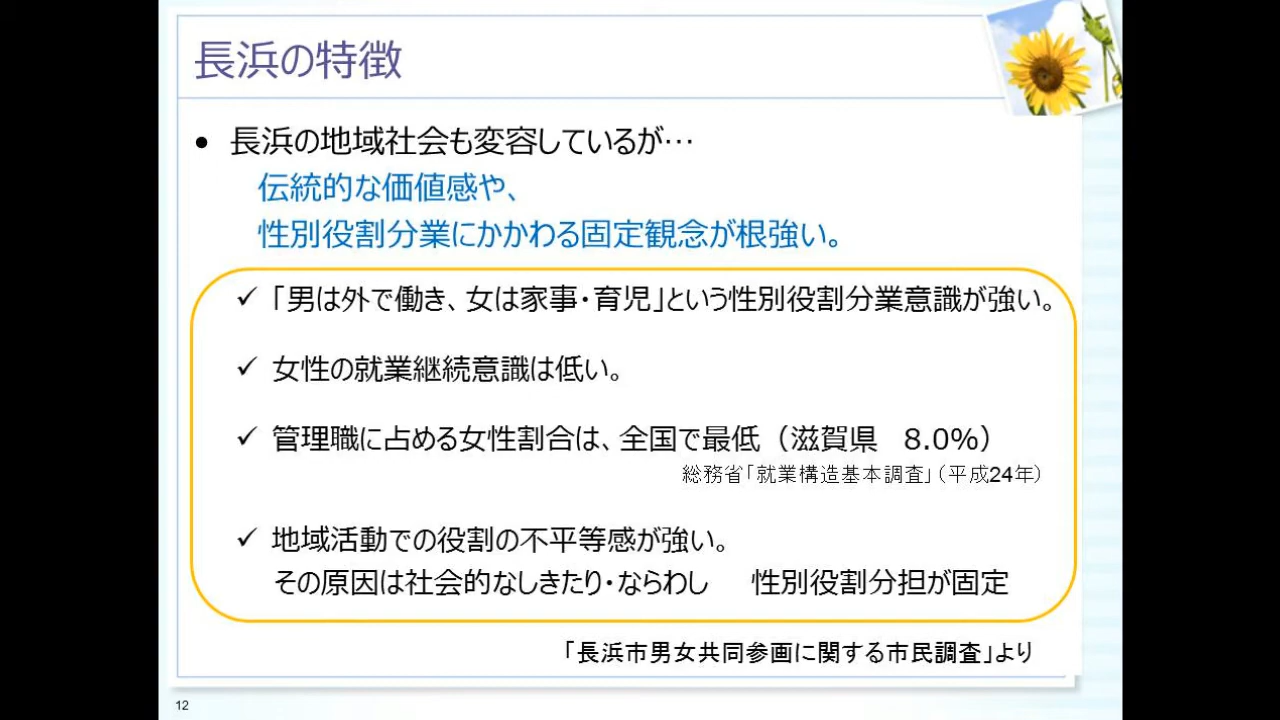 長浜の特徴
• 長浜の地域社会も変容しているが…
伝統的な価値感や、
性別役割分業にかかわる固定観念が根強い。
✓ 「男は外で働き、女は家事・育児」という性別役割分業意識が強い。
✓ 女性の就業継続意識は低い。
✓ 管理職に占める女性割合は、全国で最低（滋賀県　8.0%）
総務省「就業構造基本調査」（平成24年）
✓ 地域活動での役割の不平等感が強い。
その原因は社会的なしきたり・ならわし　性別役割分担が固定
「長浜市男女共同参画に関する市民調査」より
12